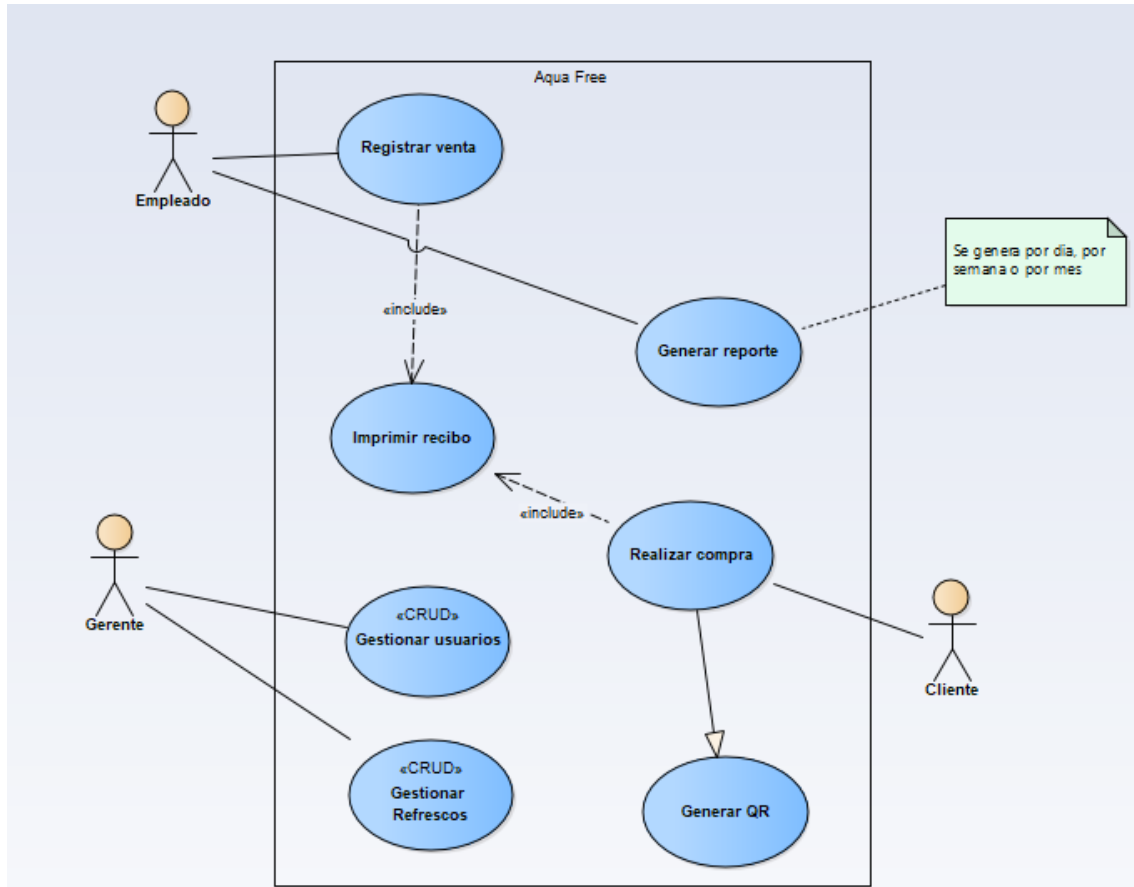 Aqua Free
Registrar venta
Empleado
Se genera por dia, por
semana o por mes
«include»
Generar reporte
Imprimir recibo
«include»
Realizar compra
Gerente
«CRUD»
Gestionar usuarios
Cliente
«CRUD»
Gestionar
Refrescos
Generar QR